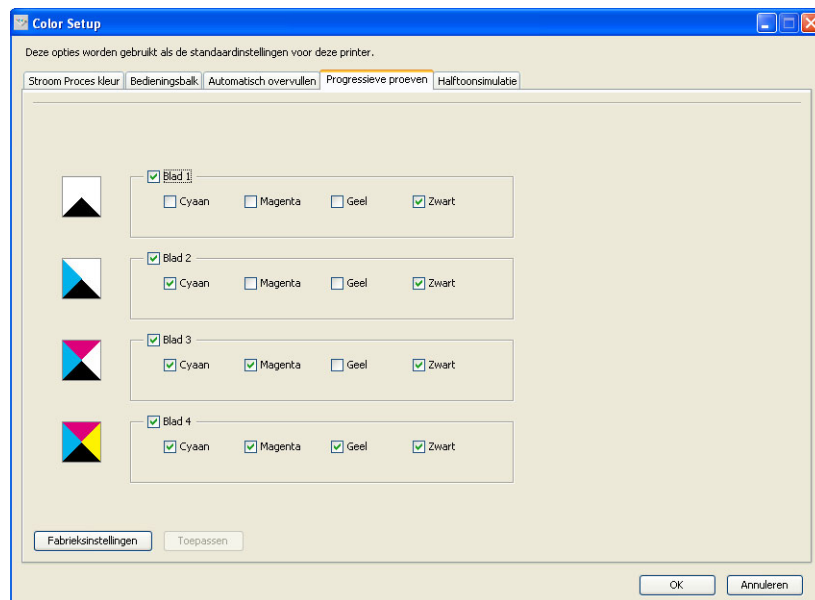 Color Setup
Deze opties worden gebruikt als de standaardinstellingen voor deze printer.
Stroom Proces kleur Bedieningsbalk Automatisch overvullen Progressieve proeven Halftoonsimulatie
Blad 1
Cyaan Magenta Geel Zwart
Blad 2
Cyaan Magenta Geel Zwart
Blad 3
Cyaan Magenta Geel Zwart
Blad 4
Cyaan Magenta Geel Zwart
Fabrieksinstellingen Toepassen
OK Annuleren